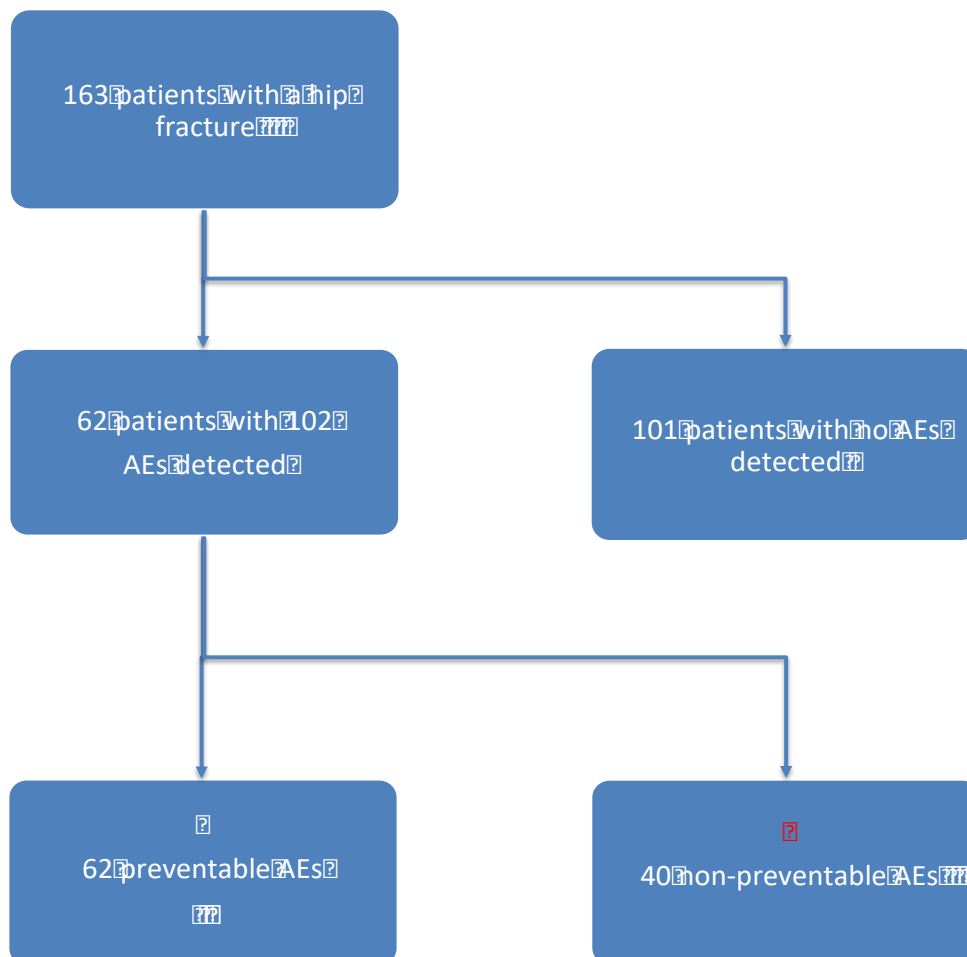 163 patients with a hip
fracture
62 patients with 102
AEs detected
101 patients with no AEs
detected
62 preventable AEs
40 non-preventable AEs